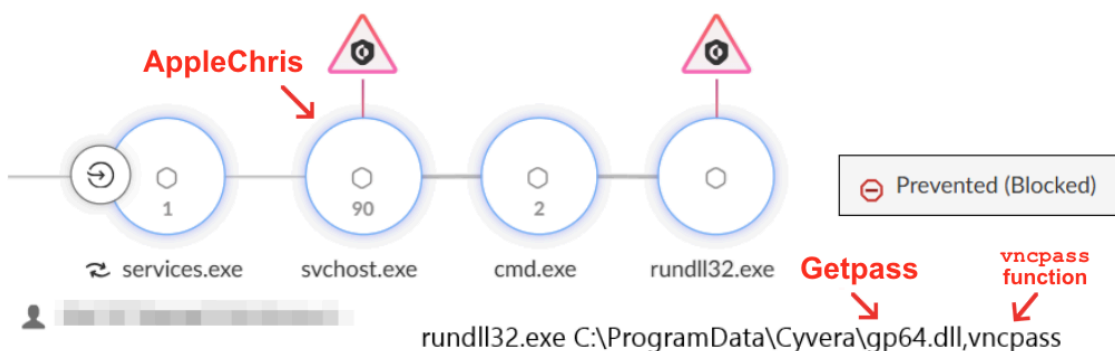 AppleChris
1
90
2
Prevented (Blocked)
services.exe
svchost.exe
cmd.exe
rundll32.exe
Getpass
vncpass
function
rundll32.exe C:\ProgramData\Cyvera\gp64.dll,vncpass